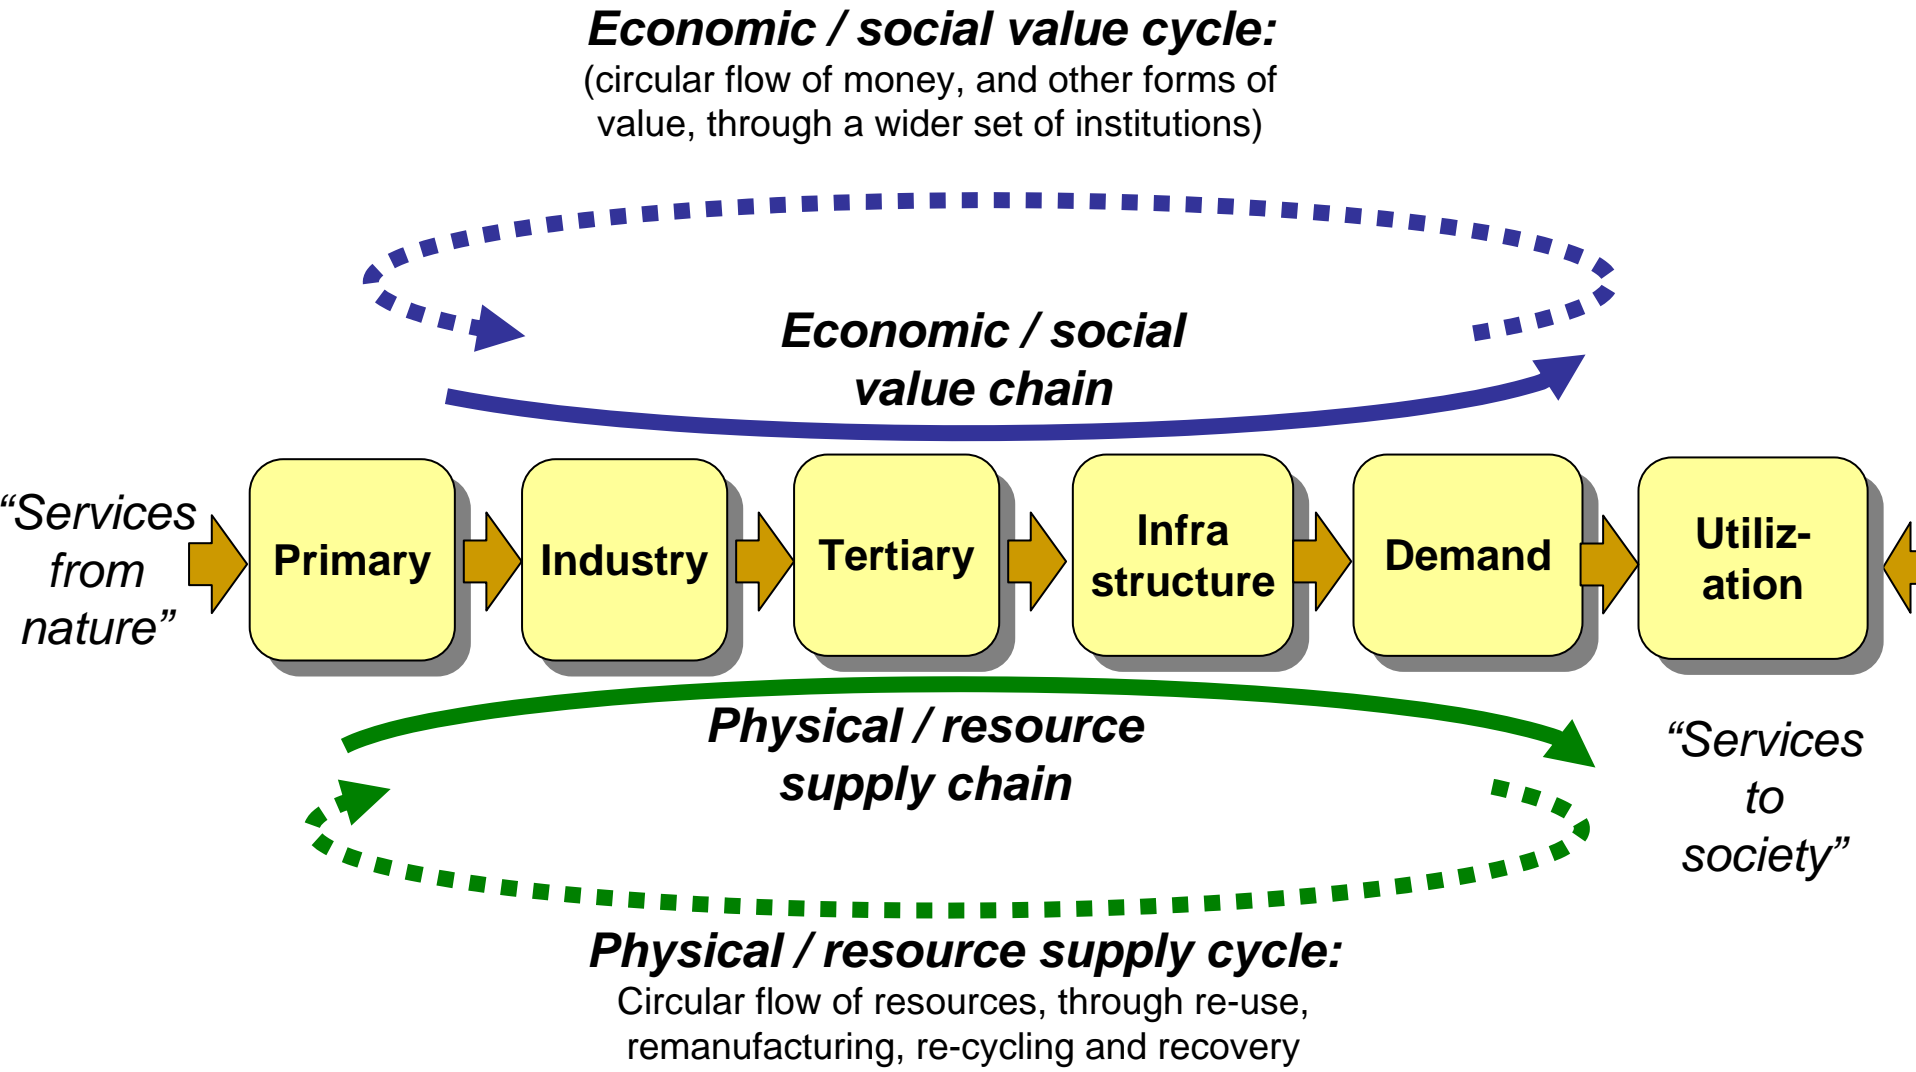 Economic / social value cycle:
(circular flow of money, and other forms of
value, through a wider set of institutions)
Economic / social
value chain
“Services
from
nature”
Primary
Industry
Tertiary
Infra
structure
Demand
Utiliz-
ation
Physical / resource
supply chain
“Services
to
society”
Physical / resource supply cycle:
Circular flow of resources, through re-use,
remanufacturing, re-cycling and recovery